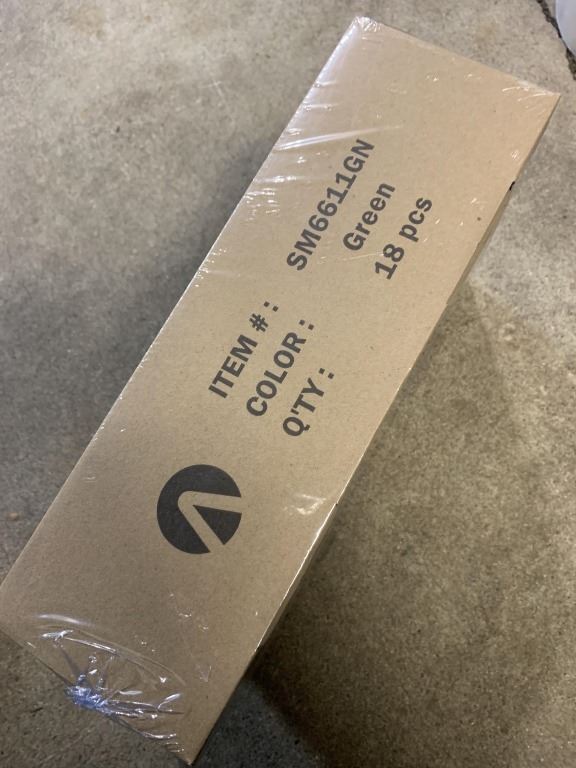 ITEM # : SM6611GN
COLOR : Green
Q'TY : 18 pcs